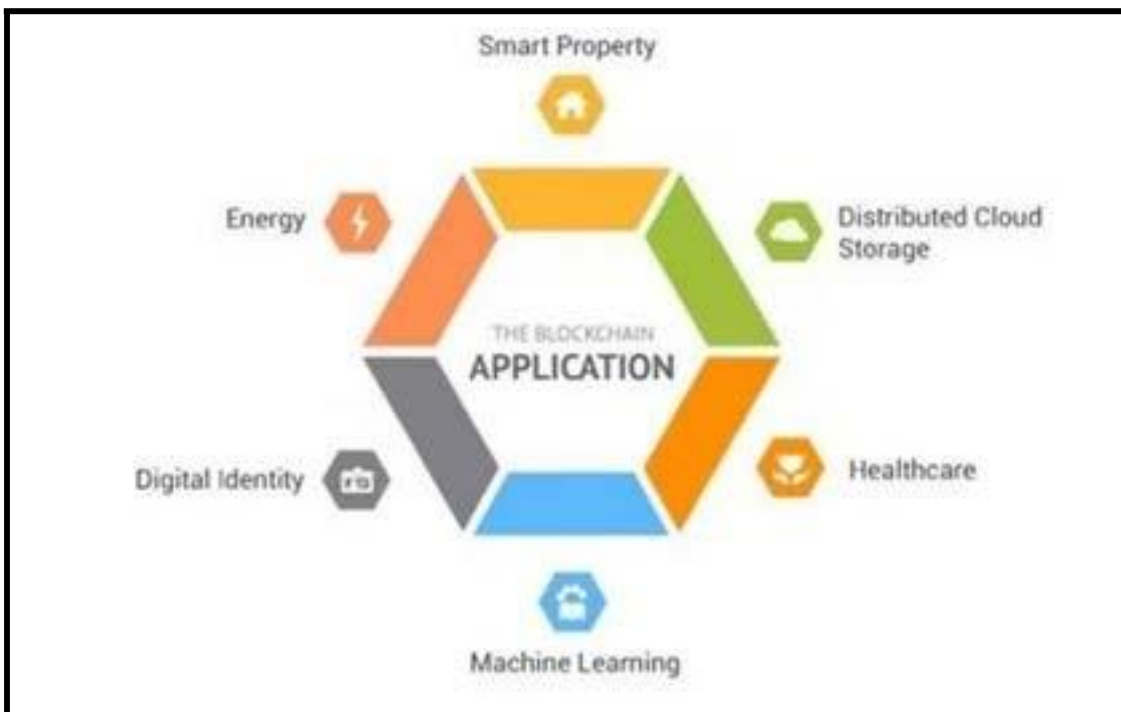 Smart Property
Energy
Distributed Cloud
Storage
THE BLOCKCHAIN
APPLICATION
Digital Identity
Healthcare
Machine Learning